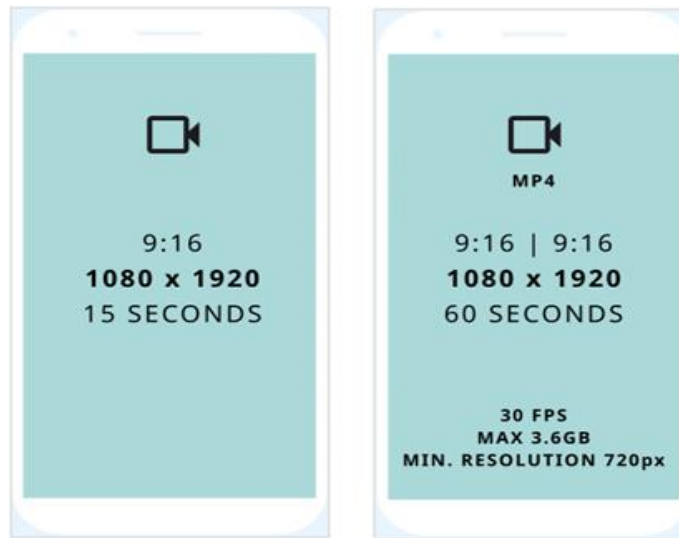 9:16
1080 x 1920
15 SECONDS
MP4
9:16 | 9:16
1080 x 1920
60 SECONDS
30 FPS
MAX 3.6GB
MIN. RESOLUTION 720px